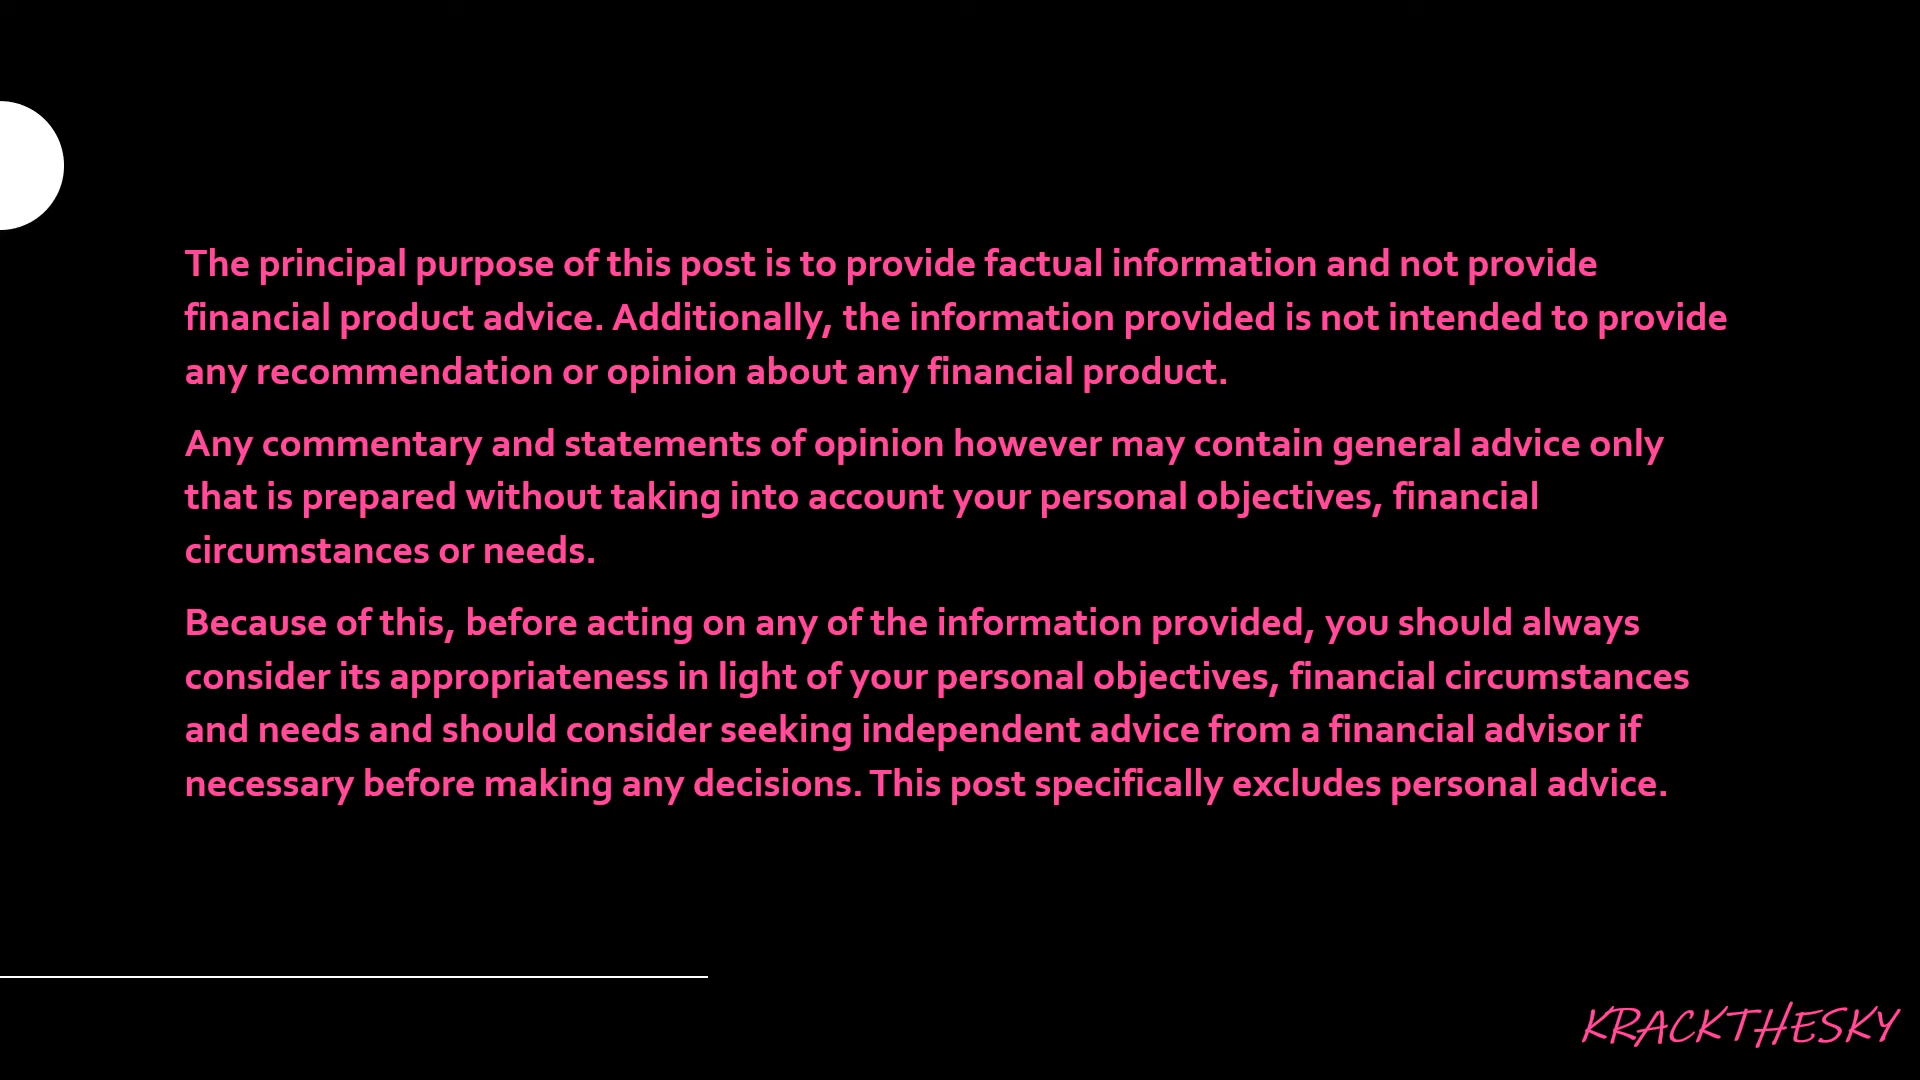 The principal purpose of this post is to provide factual information and not provide
financial product advice. Additionally, the information provided is not intended to provide
any recommendation or opinion about any financial product.
Any commentary and statements of opinion however may contain general advice only
that is prepared without taking into account your personal objectives, financial
circumstances or needs.
Because of this, before acting on any of the information provided, you should always
consider its appropriateness in light of your personal objectives, financial circumstances
and needs and should consider seeking independent advice from a financial advisor if
necessary before making any decisions. This post specifically excludes personal advice.
KRACKTHESKY